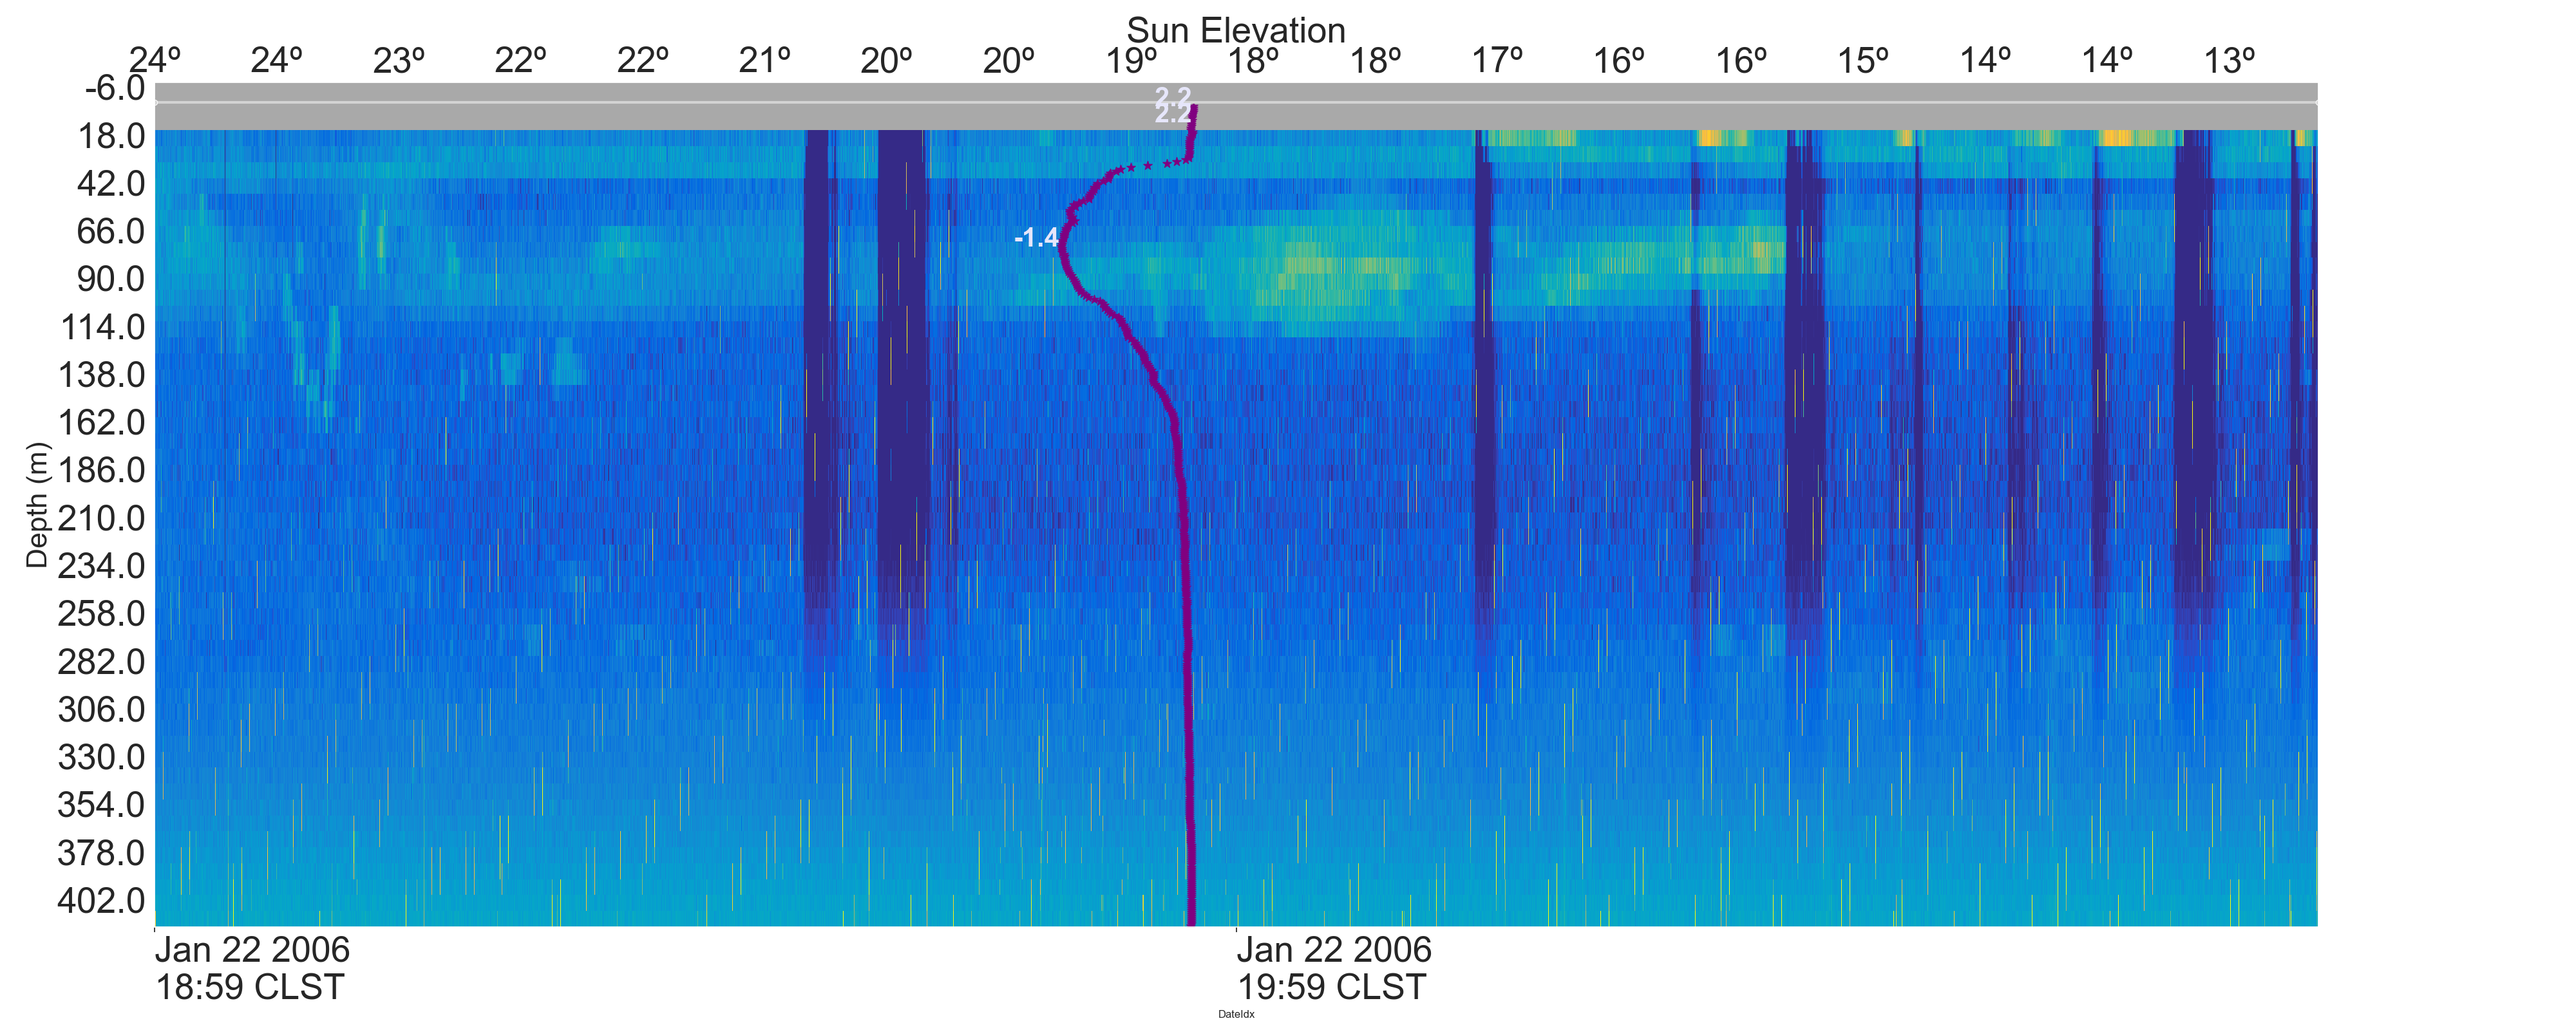 Sun Elevation
24º 24º 23º 22º 22º 21º 20º 20º 19º 18º 18º 17º 16º 16º 15º 14º 14º 13º
-6.0
2.2
2.2
18.0
42.0
66.0
-1.4
90.0
114.0
138.0
162.0
186.0
210.0
234.0
258.0
282.0
306.0
330.0
354.0
378.0
402.0
Depth (m)
Jan 22 2006
18:59 CLST
Jan 22 2006
19:59 CLST
DateIdx